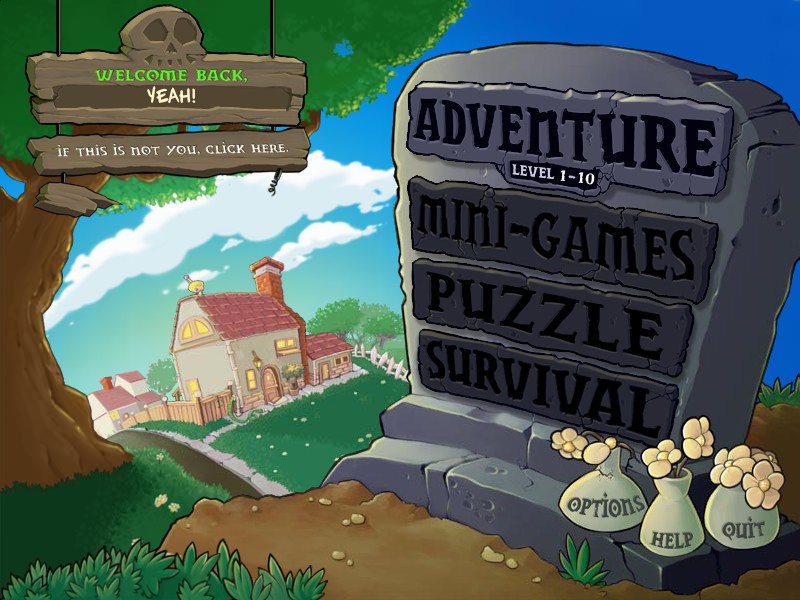 WELCOME BACK,
YEAH!
IF THIS IS NOT YOU, CLICK HERE.
ADVENTURE
LEVEL 1-10
MINI-GAMES
PUZZLE
SURVIVAL
OPTIONS
HELP
QUIT